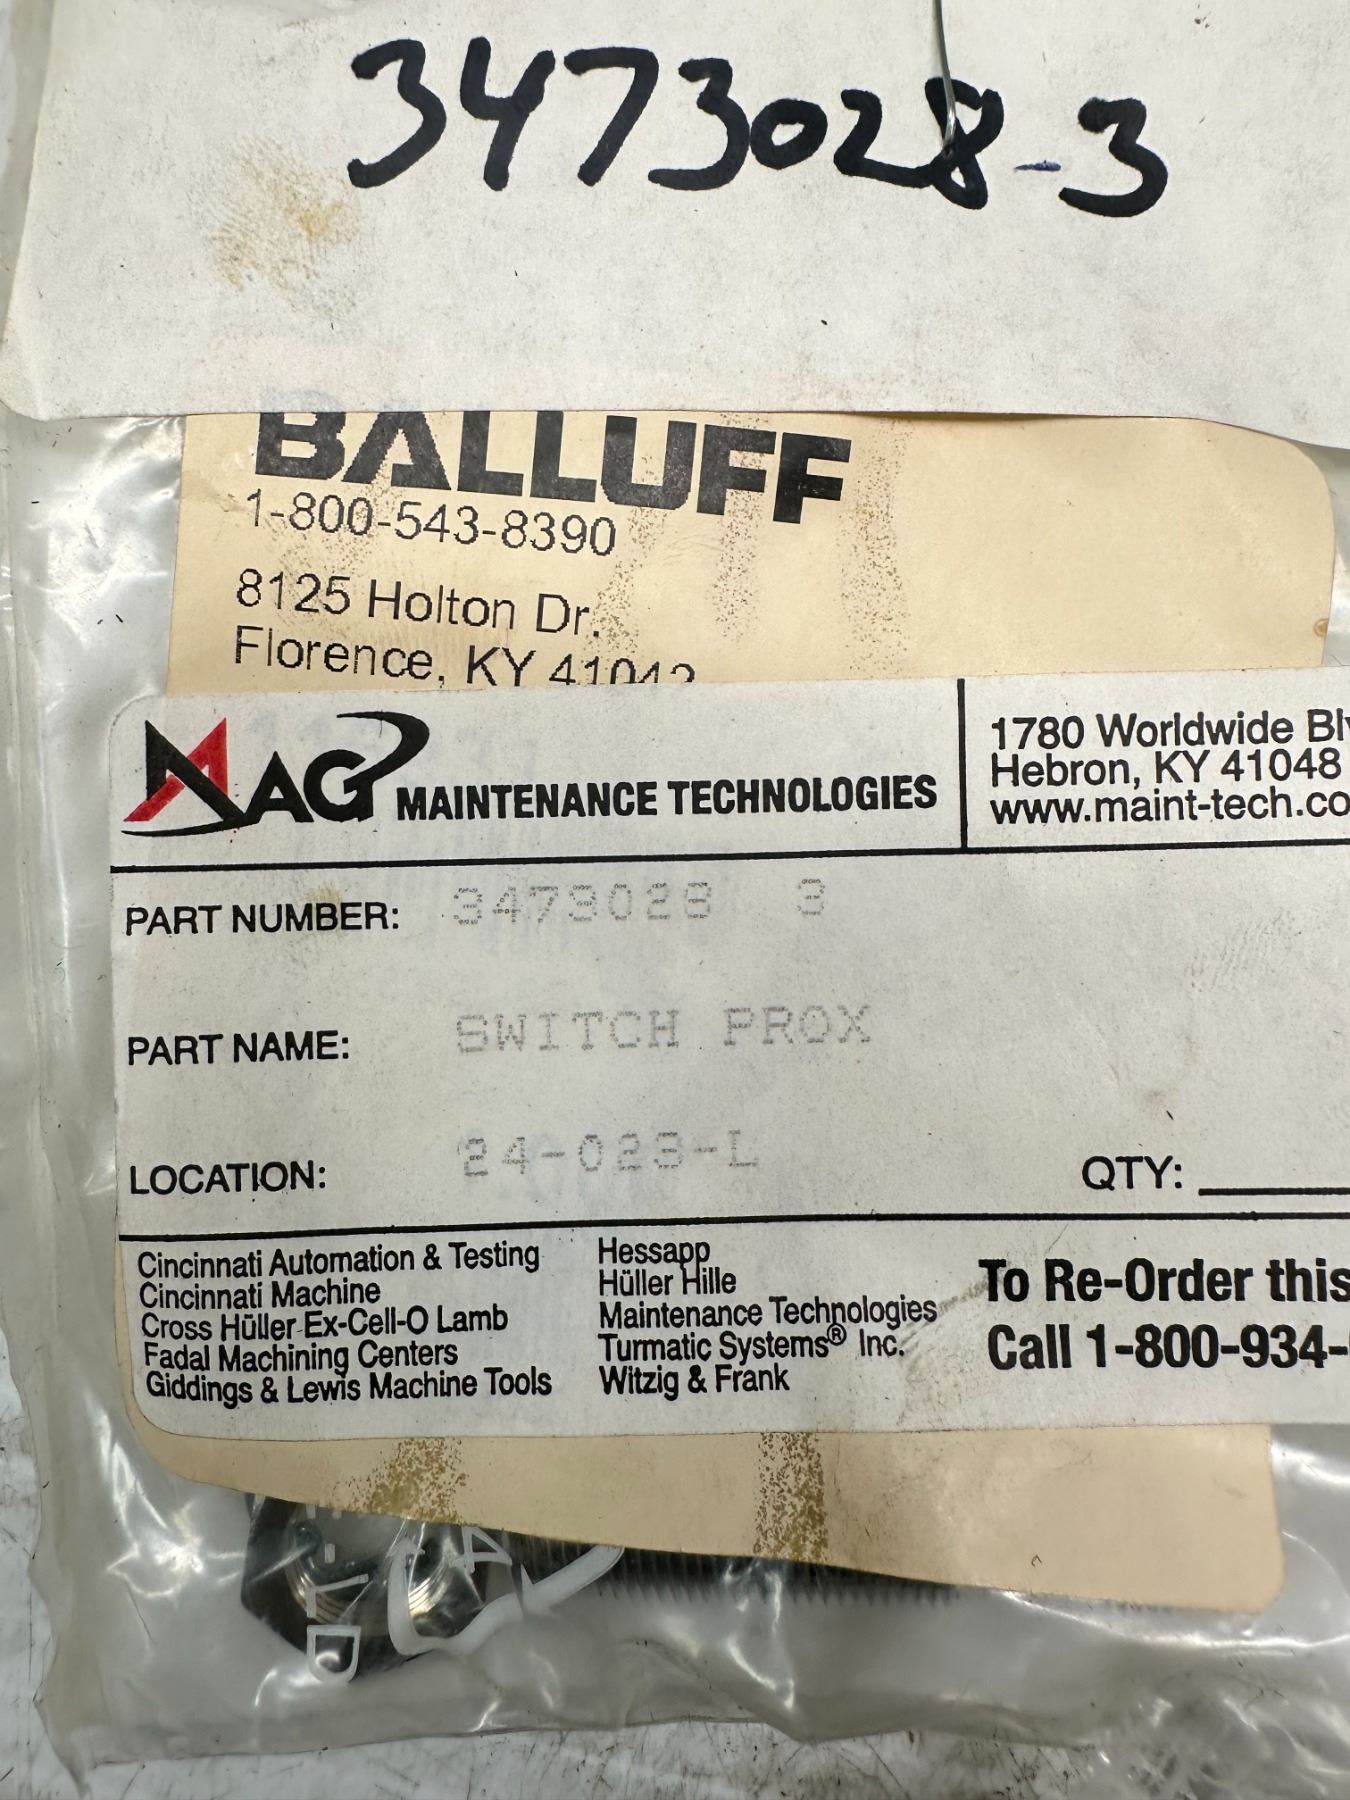 3473028-3
BALLUFF
1-800-543-8390
8125 Holton Dr.
Florence, KY 41042
MAG MAINTENANCE TECHNOLOGIES
1780 Worldwide Blv
Hebron, KY 41048
www.maint-tech.co
PART NUMBER: 3473028 3
PART NAME: SWITCH PROX
LOCATION: 24-023-L
QTY:
Cincinnati Automation & Testing
Cincinnati Machine
Cross Hüller Ex-Cell-O Lamb
Fadal Machining Centers
Giddings & Lewis Machine Tools
Hessapp
Hüller Hille
Maintenance Technologies
Turmatic Systems® Inc.
Witzig & Frank
To Re-Order this
Call 1-800-934-